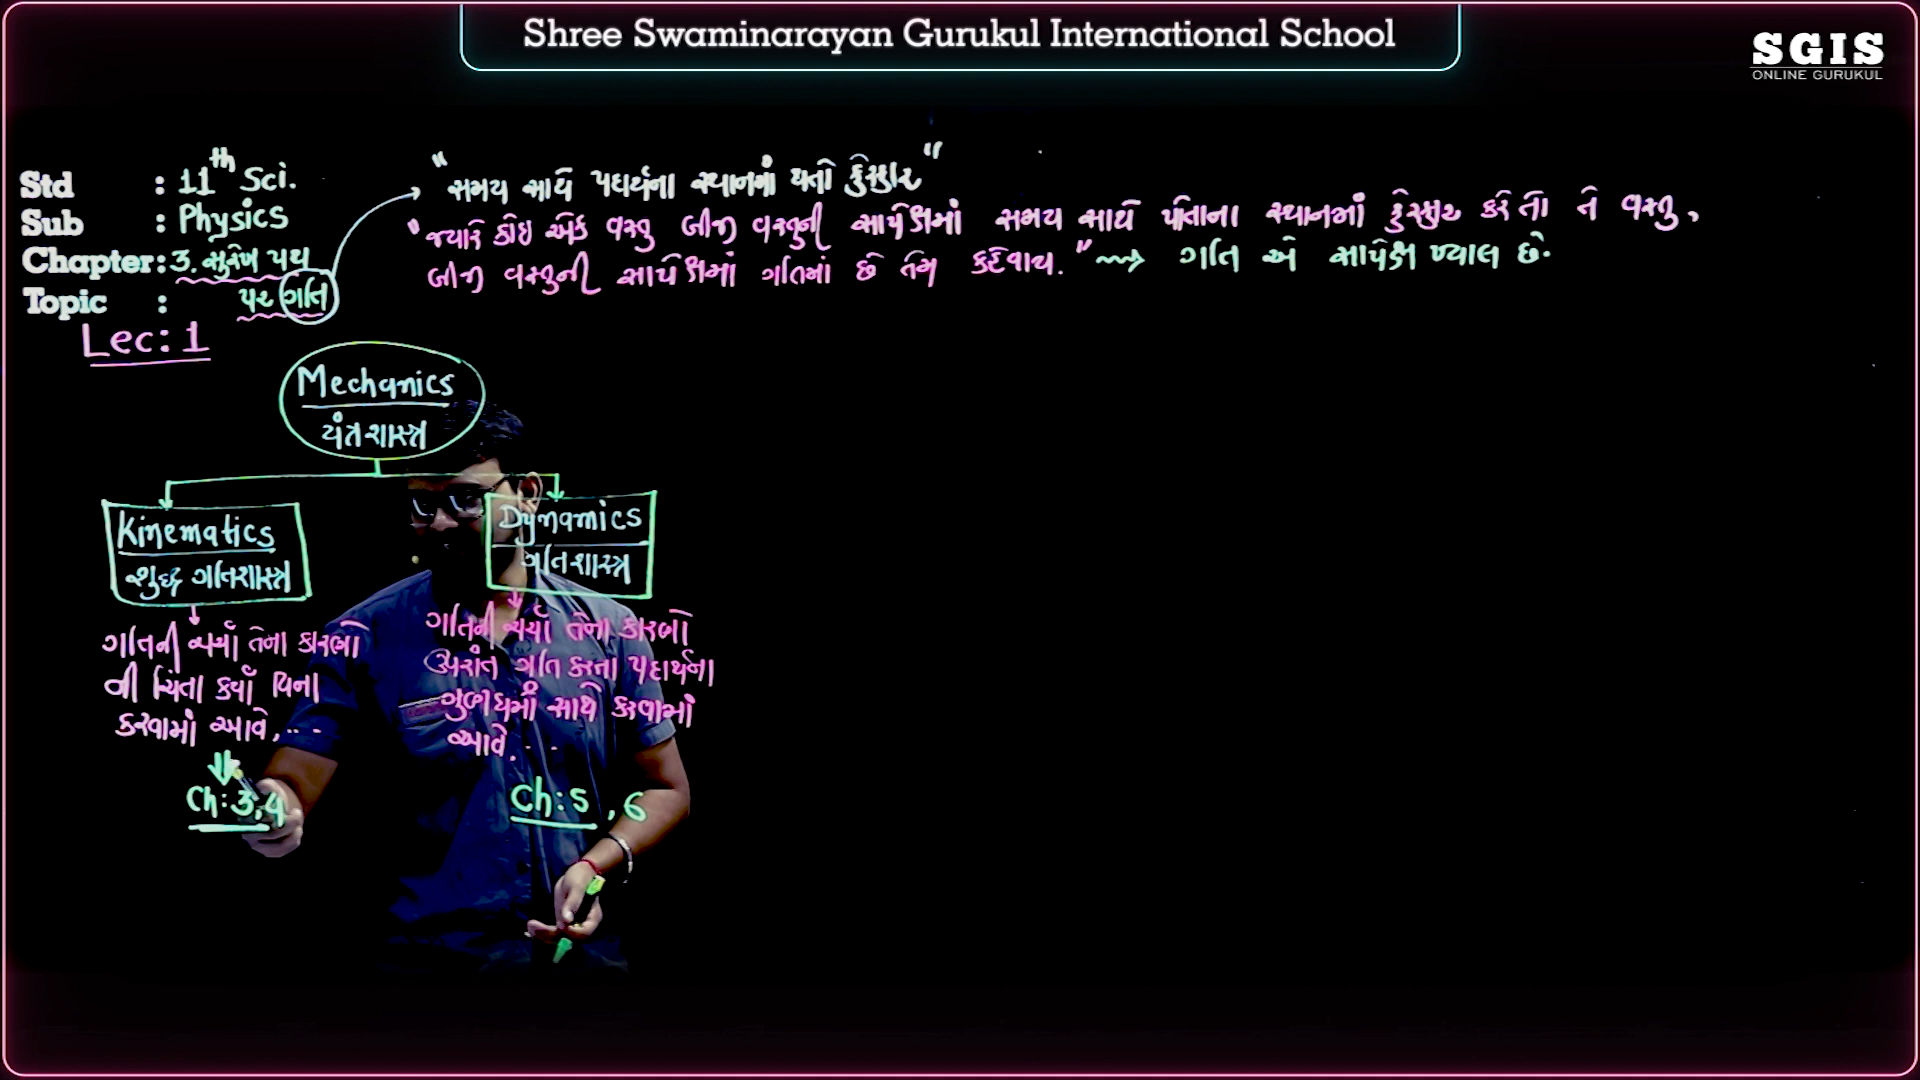 Shree Swaminarayan Gurukul International School
SGIS
ONLINE GURUKUL
Std : 11th Sci.
Sub : Physics
Chapter: 3. સુરેખ પથ
Topic : પર ગતિ
Lec: 1
"સમય સાથે પદાર્થના સ્થાનમાં થતો ફેરફાર"
"જ્યારે કોઇ એક વસ્તુ બીજી વસ્તુની સાપેક્ષમાં સમય સાથે પોતાના સ્થાનમાં ફેરફાર કરે તો તે વસ્તુ,
બીજી વસ્તુની સાપેક્ષમાં ગતિમાં છે તેમ કહેવાય." ગતિ એ સાપેક્ષ ખ્યાલ છે.
Mechanics
યંત્રશાસ્ત્ર
Kinematics
શુદ્ધ ગતિશાસ્ત્ર
ગતિની ચર્ચા તેના કારણો
ની ચિંતા કર્યા વિના
કરવામાં આવે,...
Ch: 3,4
Dynamics
ગતિશાસ્ત્ર
ગતિની ચર્ચા તેના કારણો
ઉપરાંત ગતિ કરતા પદાર્થના
ગુણધર્મો સાથે કરવામાં
આવે...
Ch: 5, 6